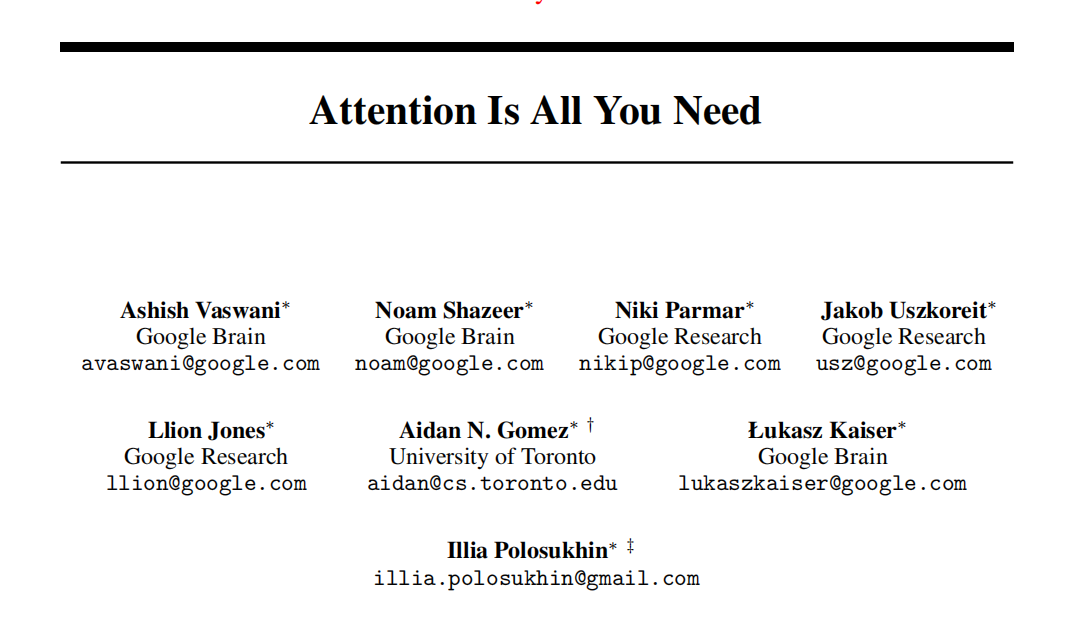 Attention Is All You Need
Ashish Vaswani* Noam Shazeer* Niki Parmar* Jakob Uszkoreit*
Google Brain Google Brain Google Research Google Research
avaswani@google.com noam@google.com nikip@google.com usz@google.com
Llion Jones* Aidan N. Gomez* † Łukasz Kaiser*
Google Research University of Toronto Google Brain
llion@google.com aidan@cs.toronto.edu lukaszkaiser@google.com
Illia Polosukhin* ‡
illia.polosukhin@gmail.com